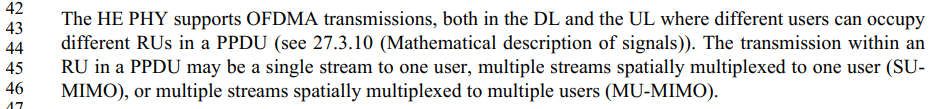 42
43 The HE PHY supports OFDMA transmissions, both in the DL and the UL where different users can occupy
44 different RUs in a PPDU (see 27.3.10 (Mathematical description of signals)). The transmission within an
45 RU in a PPDU may be a single stream to one user, multiple streams spatially multiplexed to one user (SU-
46 MIMO), or multiple streams spatially multiplexed to multiple users (MU-MIMO).
47